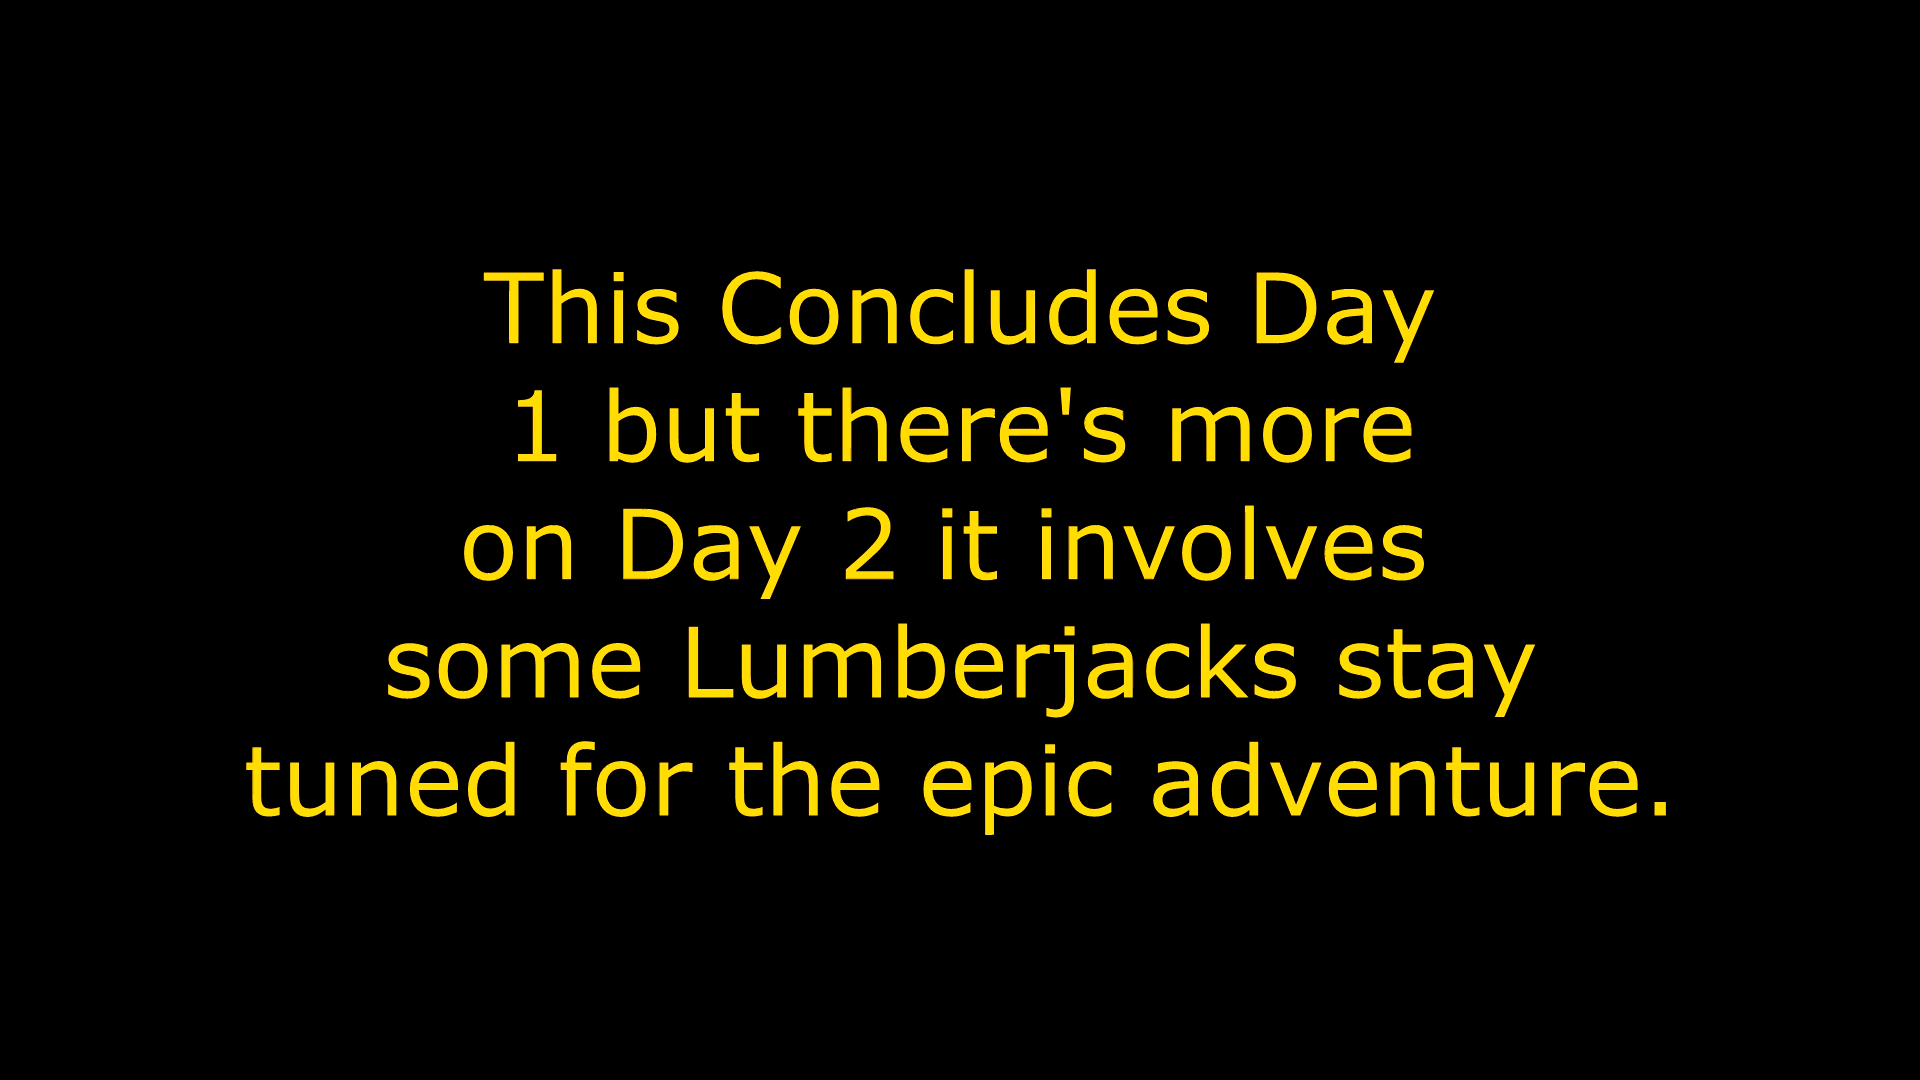 This Concludes Day
1 but there's more
on Day 2 it involves
some Lumberjacks stay
tuned for the epic adventure.